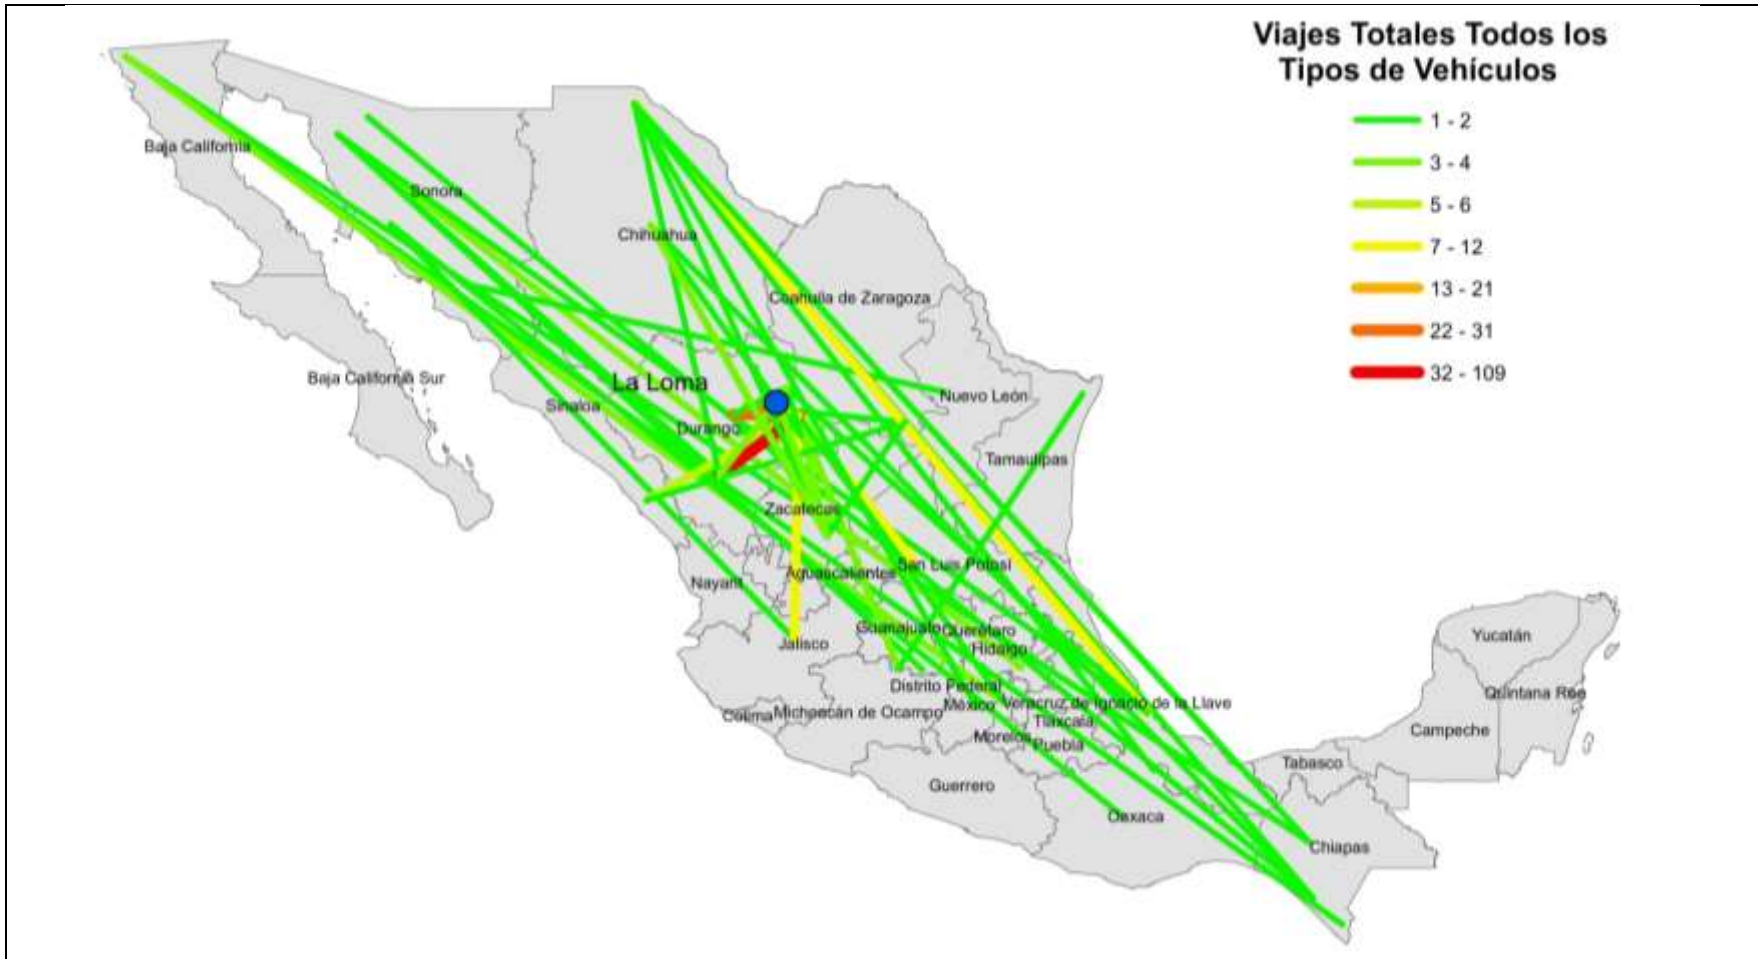 Viajes Totales Todos los
Tipos de Vehículos
1 - 2
3 - 4
5 - 6
7 - 12
13 - 21
22 - 31
32 - 109
Baja California
Sonora
Chihuahua
Coahuila de Zaragoza
Baja California Sur
Sinaloa
La Loma
Durango
Nuevo León
Tamaulipas
Zacatecas
Nayarit
Aguascalientes
San Luis Potosí
Jalisco
Guanajuato
Querétaro
Hidalgo
Colima
Michoacán de Ocampo
Distrito Federal
México
Veracruz de Ignacio de la Llave
Tlaxcala
Morelos
Puebla
Guerrero
Oaxaca
Tabasco
Chiapas
Campeche
Yucatán
Quintana Roo